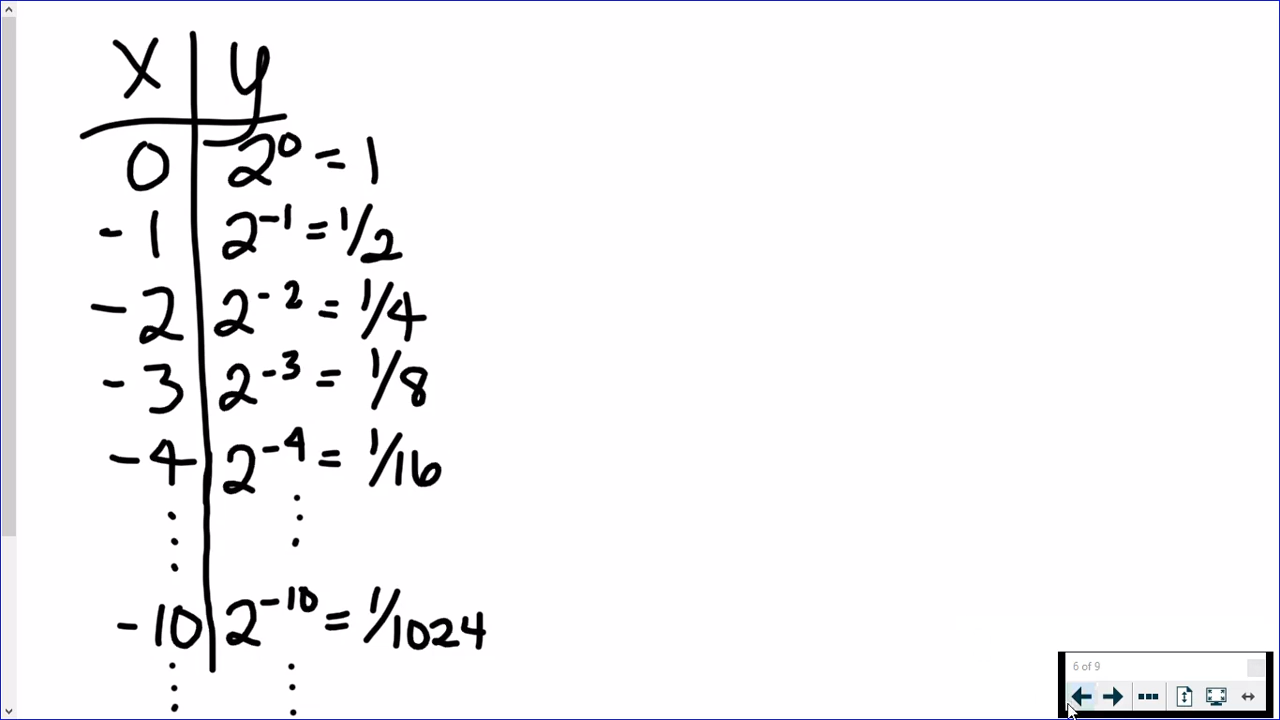 x y
0 2⁰ = 1
-1 2⁻¹ = 1/2
-2 2⁻² = 1/4
-3 2⁻³ = 1/8
-4 2⁻⁴ = 1/16
⋮ ⋮
-10 2⁻¹⁰ = 1/1024
⋮ ⋮
6 of 9